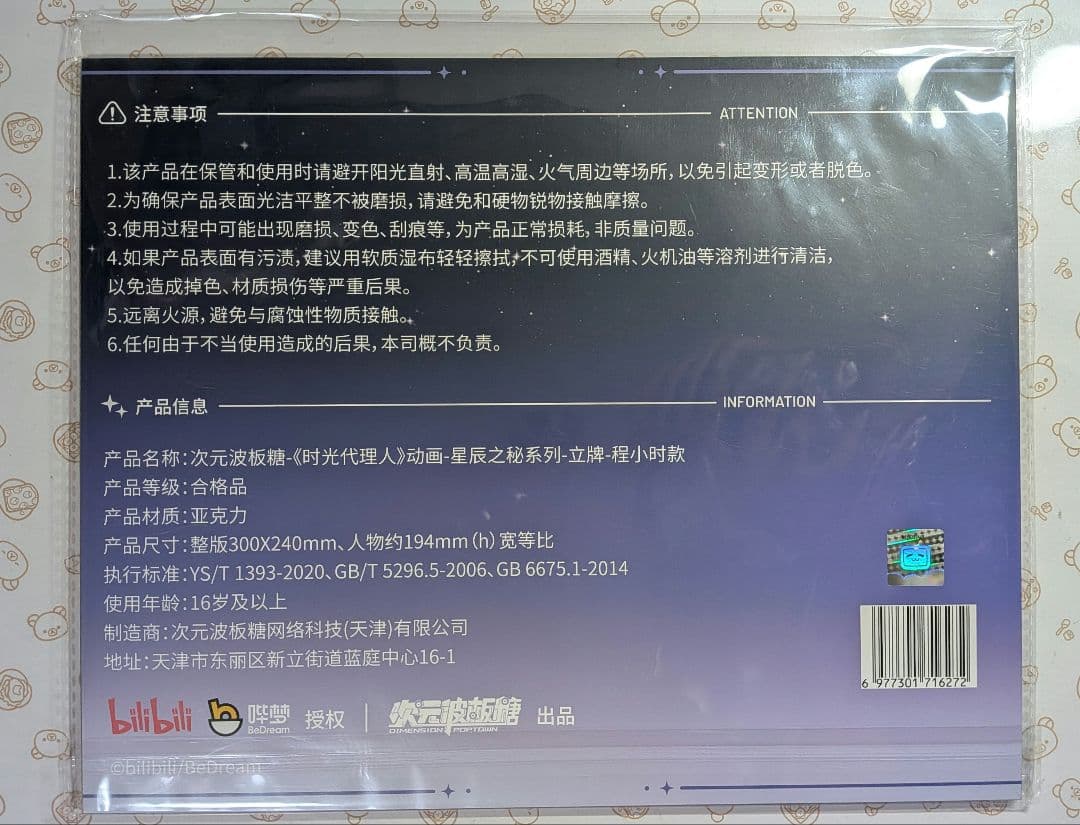 注意事项 ATTENTION
1.该产品在保管和使用时请避开阳光直射、高温高湿、火气周边等场所,以免引起变形或者脱色。
2.为确保产品表面光洁平整不被磨损,请避免和硬物锐物接触摩擦。
3.使用过程中可能出现磨损、变色、刮痕等,为产品正常损耗,非质量问题。
4.如果产品表面有污渍,建议用软质湿布轻轻擦拭,不可使用酒精、火机油等溶剂进行清洁,
以免造成掉色、材质损伤等严重后果。
5.远离火源,避免与腐蚀性物质接触。
6.任何由于不当使用造成的后果,本司概不负责。
产品信息 INFORMATION
产品名称:次元波板糖-《时光代理人》动画-星辰之秘系列-立牌-程小时款
产品等级:合格品
产品材质:亚克力
产品尺寸:整版300X240mm、人物约194mm(h)宽等比
执行标准:YS/T 1393-2020、GB/T 5296.5-2006、GB 6675.1-2014
使用年龄:16岁及以上
制造商:次元波板糖网络科技(天津)有限公司
地址:天津市东丽区新立街道蓝庭中心16-1
6 977301 716272
bilibili 哔梦 BeDream 授权 | 次元波板糖 DIMENSION POPTOWN 出品
©bilibili/BeDream